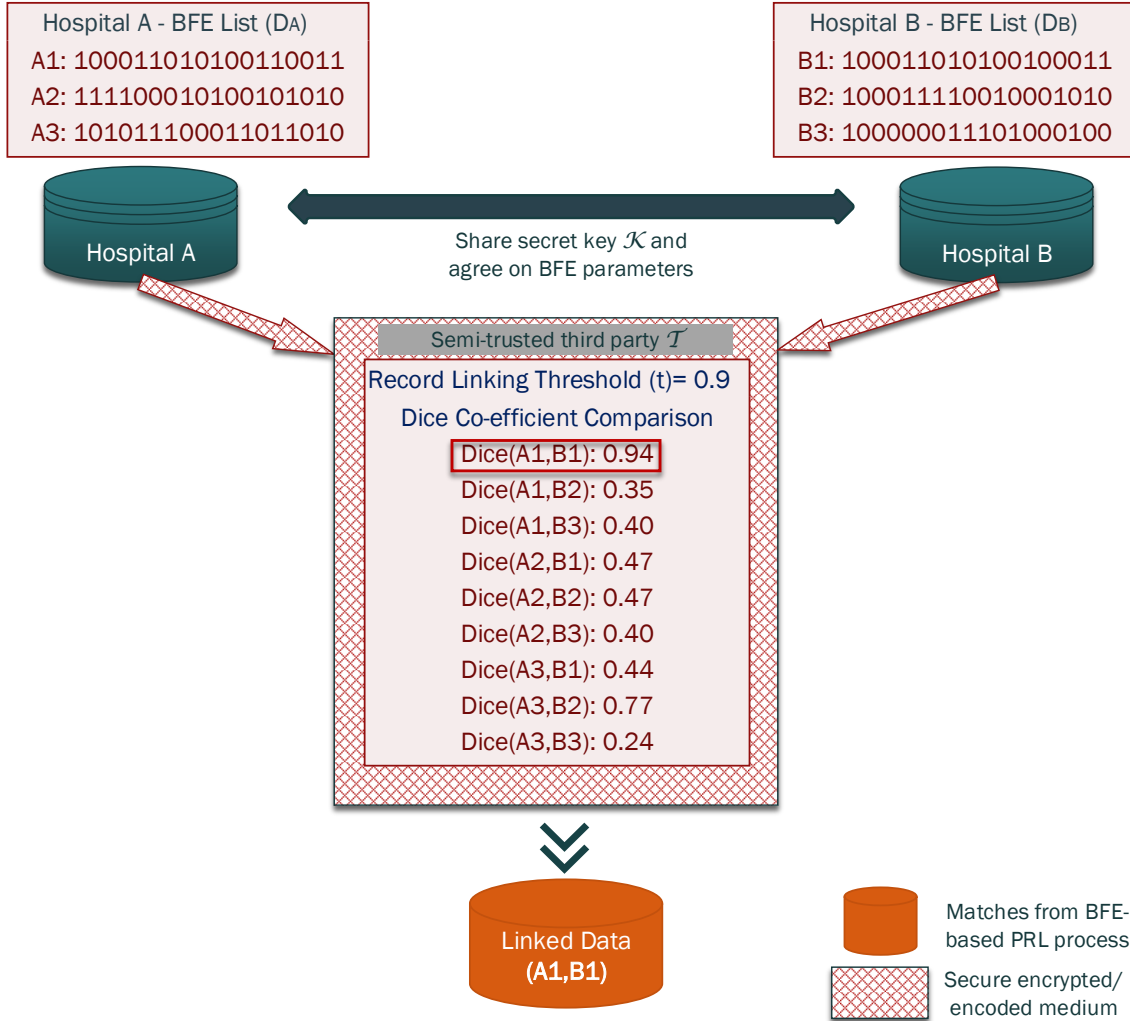 Hospital A - BFE List (DA)
A1: 100011010100110011
A2: 111100010100101010
A3: 101011100011011010
Hospital B - BFE List (DB)
B1: 100011010100100011
B2: 100011110010001010
B3: 100000011101000100
Hospital A
Share secret key 𝒦 and
agree on BFE parameters
Hospital B
Semi-trusted third party 𝒯
Record Linking Threshold (t)= 0.9
Dice Co-efficient Comparison
Dice(A1,B1): 0.94
Dice(A1,B2): 0.35
Dice(A1,B3): 0.40
Dice(A2,B1): 0.47
Dice(A2,B2): 0.47
Dice(A2,B3): 0.40
Dice(A3,B1): 0.44
Dice(A3,B2): 0.77
Dice(A3,B3): 0.24
Linked Data
(A1,B1)
Matches from BFE-
based PRL process
Secure encrypted/
encoded medium